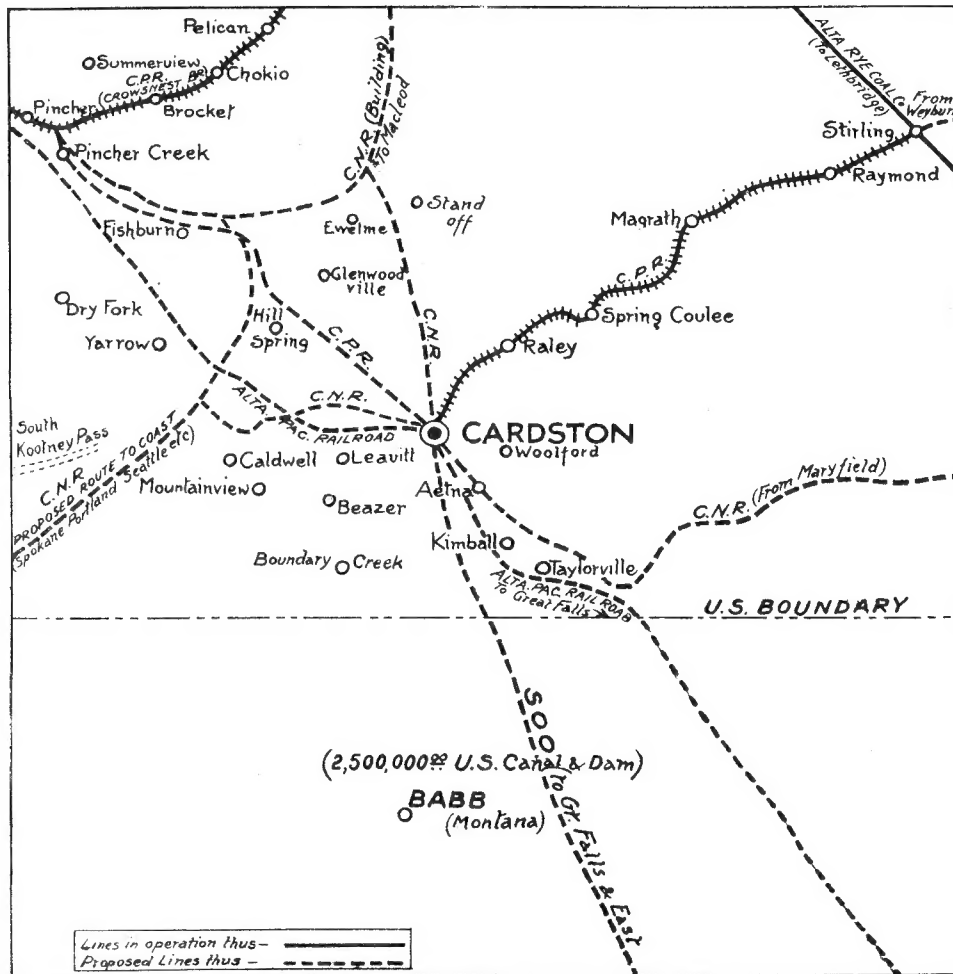 Pelican
Summerview
C.P.R.
(CROWSNEST BR)
Chokio
Pincher
Brocket
Pincher Creek
C.N.R. (Building)
To Macleod
ALTA RYE COAL Co
(To Lethbridge)
From
Weyburn
Stirling
Raymond
Magrath
C.P.R.
Spring Coulee
Raley
Stand
off
Ewelme
Fishburn
Glenwood
ville
Dry Fork
Hill
Spring
Yarrow
C.P.R.
C.N.R.
C.N.R.
ALTA. PAC. RAILROAD
CARDSTON
Woolford
South
Kootney Pass
C.N.R.
PROPOSED ROUTE TO COAST
(Spokane Portland Seattle etc)
Caldwell
Leavitt
Mountainview
Beazer
Aetna
C.N.R. (From Maryfield)
Kimball
Boundary Creek
Taylorville
ALTA. PAC. RAILROAD
To Great Falls
U.S. BOUNDARY
SOO (To Gt. Falls & East
(2,500,000.00 U.S. Canal & Dam)
BABB
(Montana)
Lines in operation thus-
Proposed Lines thus -